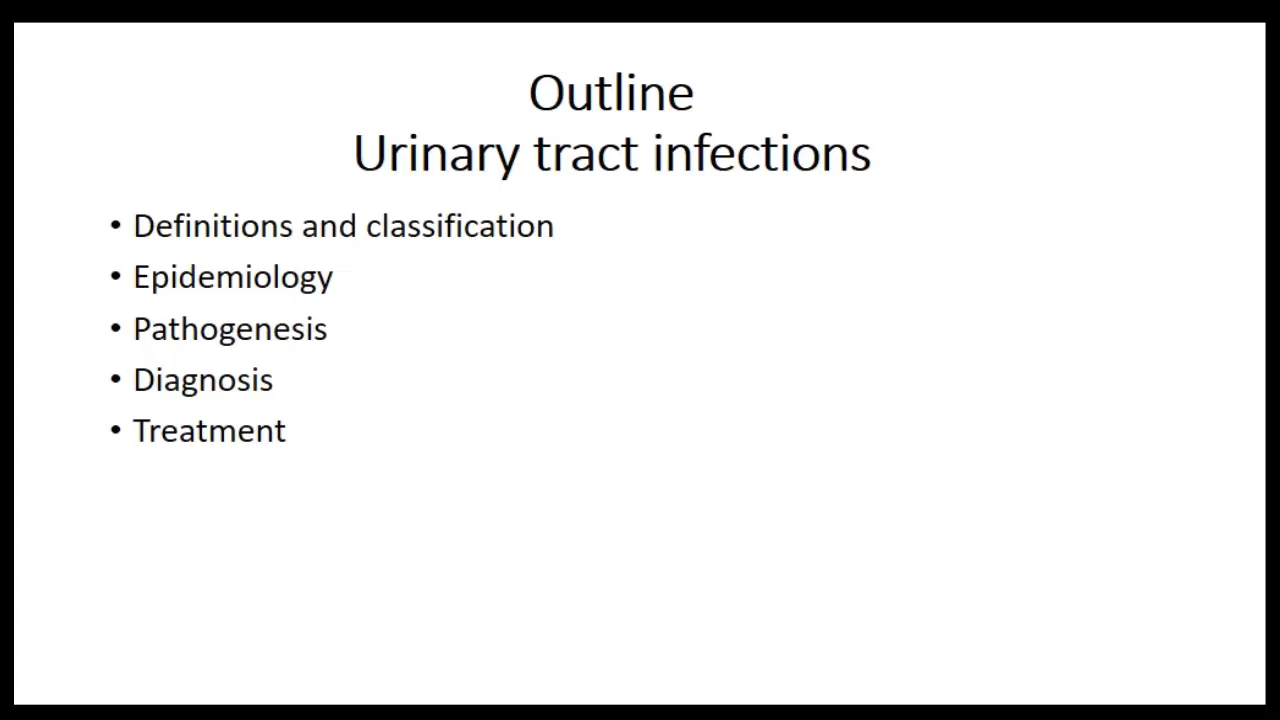 Outline
Urinary tract infections
• Definitions and classification
• Epidemiology
• Pathogenesis
• Diagnosis
• Treatment